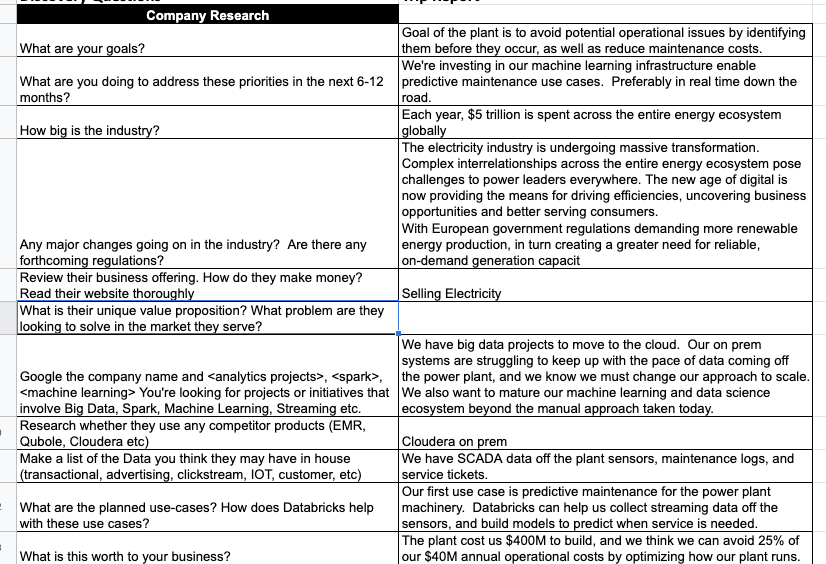 Company Research
What are your goals?
Goal of the plant is to avoid potential operational issues by identifying
them before they occur, as well as reduce maintenance costs.
What are you doing to address these priorities in the next 6-12
months?
We're investing in our machine learning infrastructure enable
predictive maintenance use cases.  Preferably in real time down the
road.
How big is the industry?
Each year, $5 trillion is spent across the entire energy ecosystem
globally
Any major changes going on in the industry?  Are there any
forthcoming regulations?
The electricity industry is undergoing massive transformation.
Complex interrelationships across the entire energy ecosystem pose
challenges to power leaders everywhere. The new age of digital is
now providing the means for driving efficiencies, uncovering business
opportunities and better serving consumers.
With European government regulations demanding more renewable
energy production, in turn creating a greater need for reliable,
on-demand generation capacit
Review their business offering. How do they make money?
Read their website thoroughly
Selling Electricity
What is their unique value proposition? What problem are they
looking to solve in the market they serve?
Google the company name and <analytics projects>, <spark>,
<machine learning> You're looking for projects or initiatives that
involve Big Data, Spark, Machine Learning, Streaming etc.
We have big data projects to move to the cloud.  Our on prem
systems are struggling to keep up with the pace of data coming off
the power plant, and we know we must change our approach to scale.
We also want to mature our machine learning and data science
ecosystem beyond the manual approach taken today.
Research whether they use any competitor products (EMR,
Qubole, Cloudera etc)
Cloudera on prem
Make a list of the Data you think they may have in house
(transactional, advertising, clickstream, IOT, customer, etc)
We have SCADA data off the plant sensors, maintenance logs, and
service tickets.
What are the planned use-cases? How does Databricks help
with these use cases?
Our first use case is predictive maintenance for the power plant
machinery.  Databricks can help us collect streaming data off the
sensors, and build models to predict when service is needed.
What is this worth to your business?
The plant cost us $400M to build, and we think we can avoid 25% of
our $40M annual operational costs by optimizing how our plant runs.